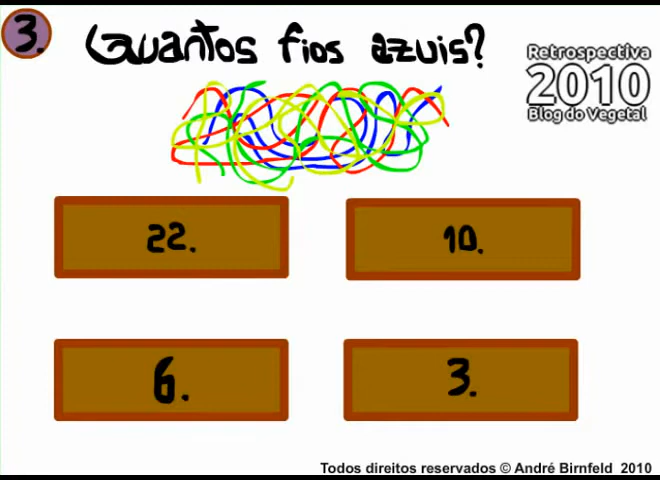 3.
Quantos fios azuis?
Retrospectiva
2010
Blog do Vegetal
22.
10.
6.
3.
Todos direitos reservados © André Birnfeld 2010